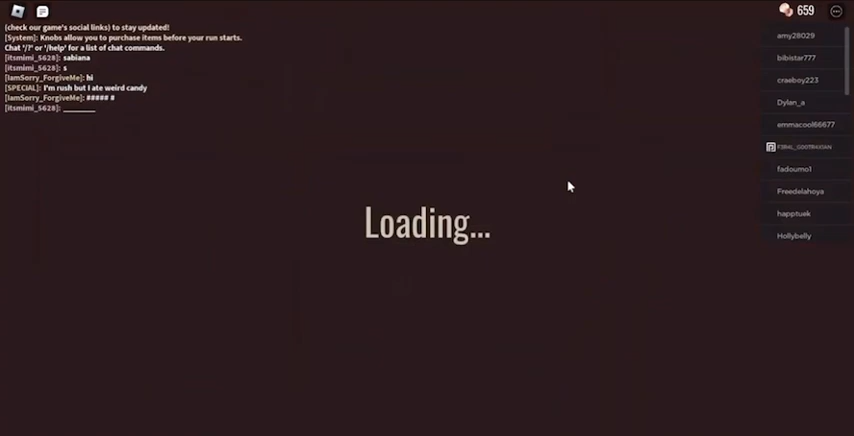 659
(check our game's social links) to stay updated!
[System]: Knobs allow you to purchase items before your run starts.
Chat '/?' or '/help' for a list of chat commands.
[itsmimi_5628]: sabiana
[itsmimi_5628]: s
[IamSorry_ForgiveMe]: hi
[SPECIAL]: I'm rush but I ate weird candy
[IamSorry_ForgiveMe]: ##### #
[itsmimi_5628]: ________
Loading...
amy28029
bibistar777
craeboy223
Dylan_a
emmacool66677
fadoumo1
Freedelahoya
happtuek
Hollybelly